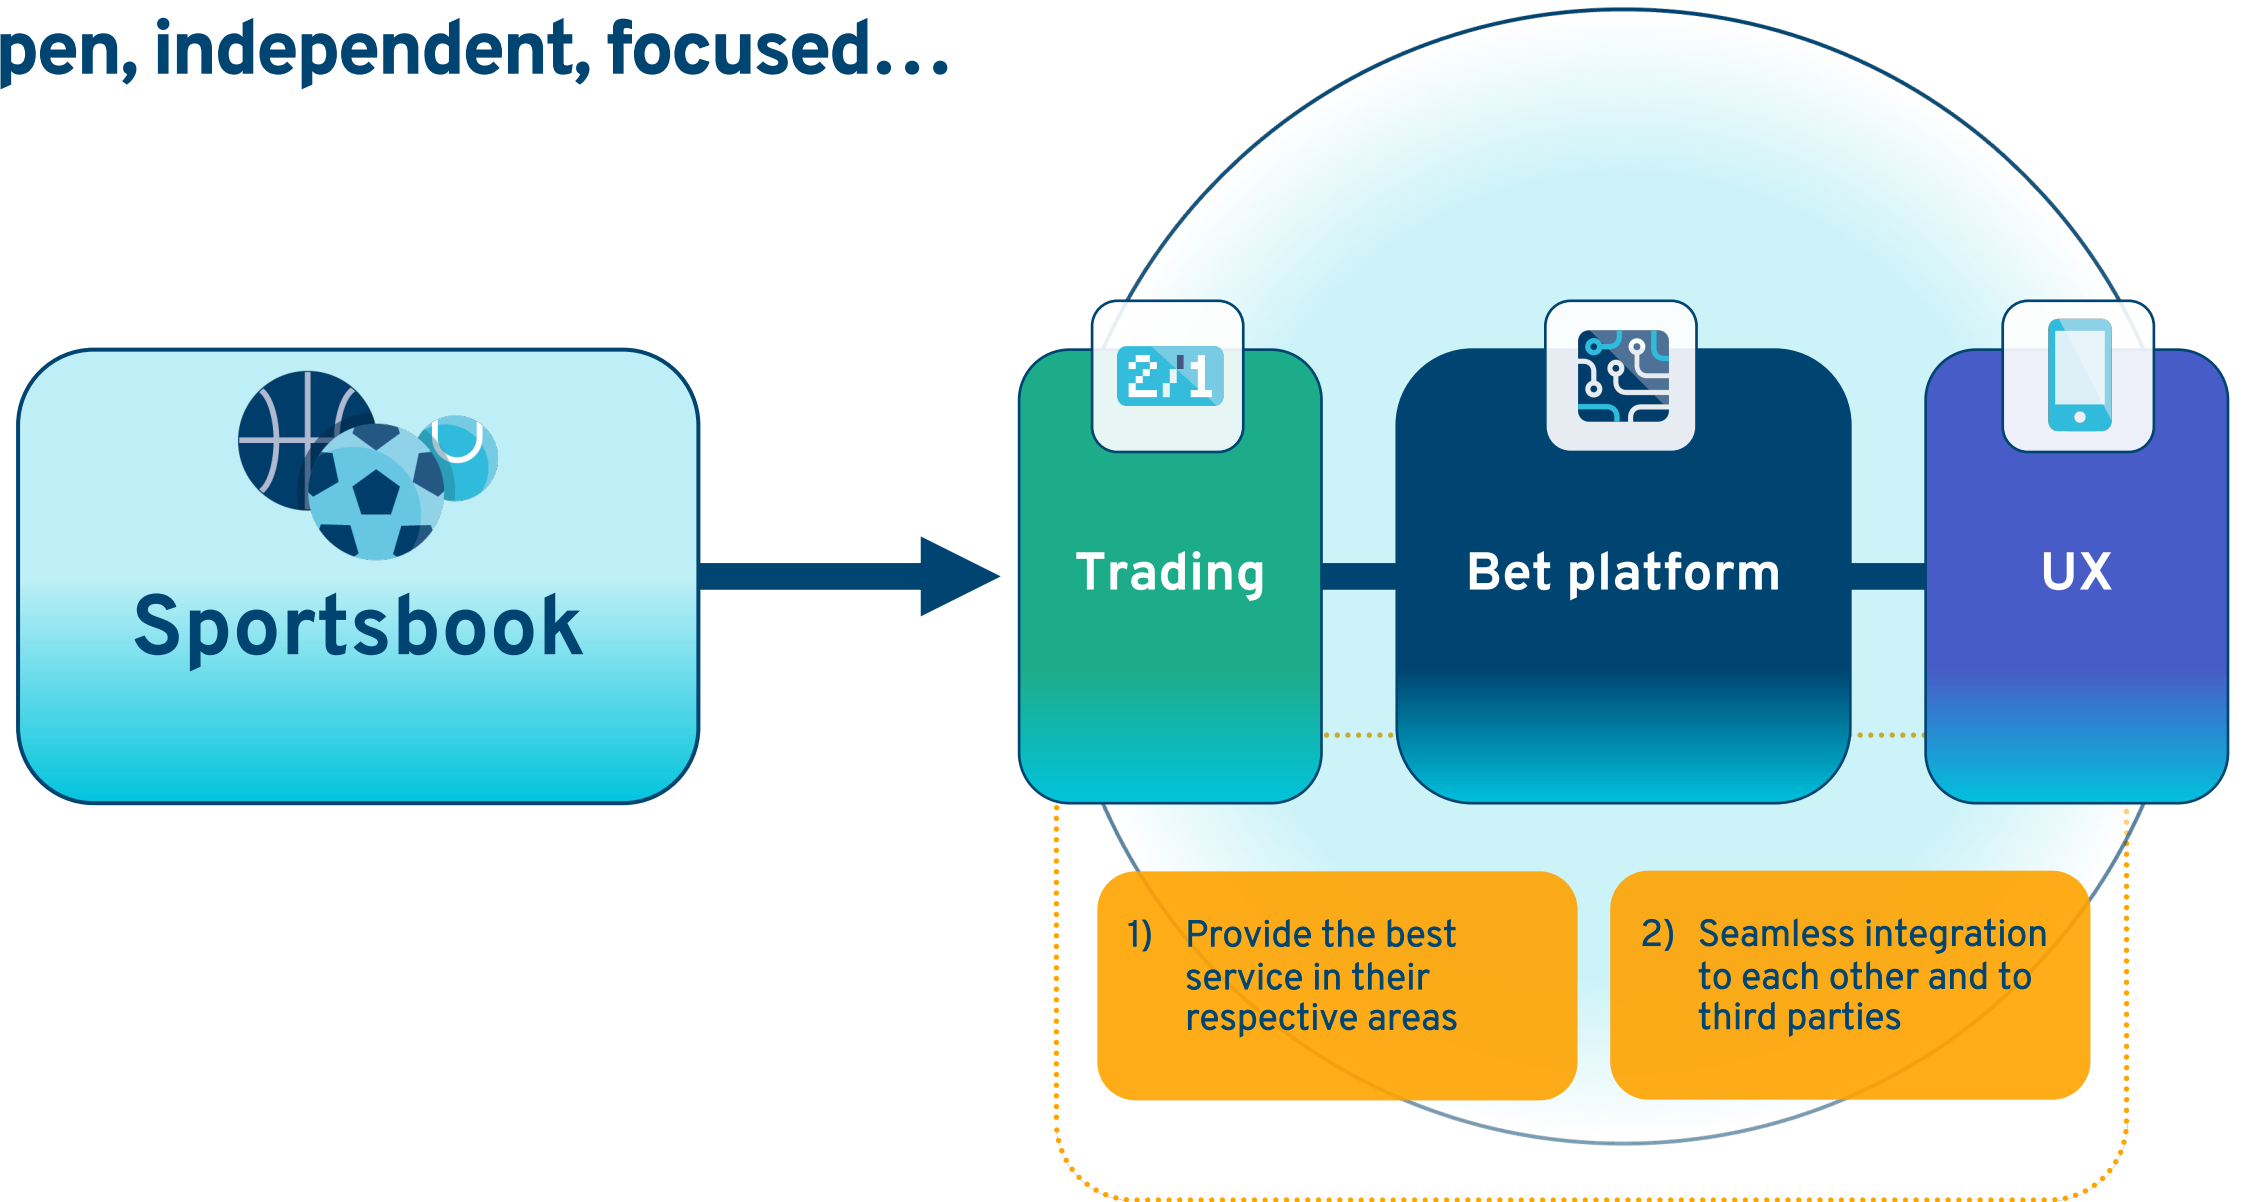 pen, independent, focused...
2/1
Sportsbook
Trading
Bet platform
UX
1) Provide the best
service in their
respective areas
2) Seamless integration
to each other and to
third parties